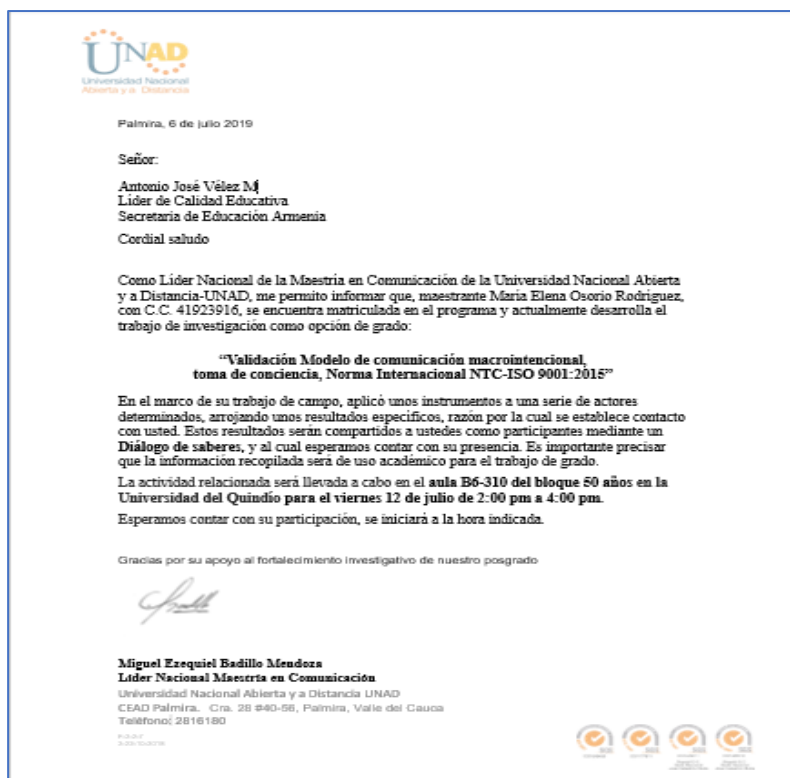 UNAD
Universidad Nacional
Abierta y a Distancia
Palmira, 6 de julio 2019
Señor:
Antonio José Vélez M
Líder de Calidad Educativa
Secretaria de Educación Armenia
Cordial saludo
Como Líder Nacional de la Maestría en Comunicación de la Universidad Nacional Abierta
y a Distancia-UNAD, me permito informar que, maestrante María Elena Osorio Rodríguez,
con C.C. 41923916, se encuentra matriculada en el programa y actualmente desarrolla el
trabajo de investigación como opción de grado:
“Validación Modelo de comunicación macrointencional,
toma de conciencia, Norma Internacional NTC-ISO 9001:2015”
En el marco de su trabajo de campo, aplicó unos instrumentos a una serie de actores
determinados, arrojando unos resultados específicos, razón por la cual se establece contacto
con usted. Estos resultados serán compartidos a ustedes como participantes mediante un
Diálogo de saberes, y al cual esperamos contar con su presencia. Es importante precisar
que la información recopilada será de uso académico para el trabajo de grado.
La actividad relacionada será llevada a cabo en el aula B6-310 del bloque 50 años en la
Universidad del Quindío para el viernes 12 de julio de 2:00 pm a 4:00 pm.
Esperamos contar con su participación, se iniciará a la hora indicada.
Gracias por su apoyo al fortalecimiento investigativo de nuestro posgrado
Miguel Ezequiel Badillo Mendoza
Líder Nacional Maestría en Comunicación
Universidad Nacional Abierta y a Distancia UNAD
CEAD Palmira. Cra. 28 #40-56, Palmira, Valle del Cauca
Teléfono: 2816180